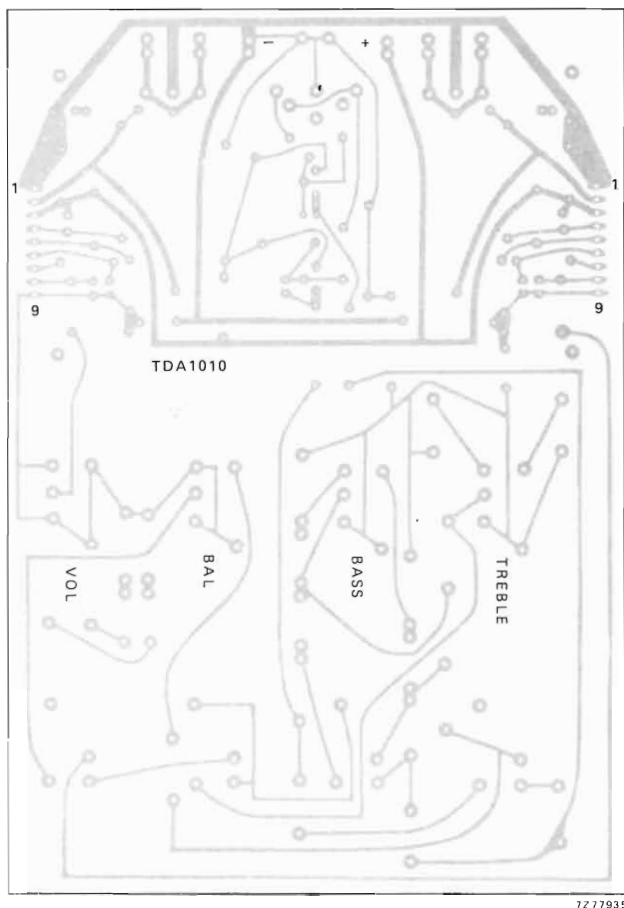 − +
1 1
9 9
TDA1010
VOL
BAL
BASS
TREBLE
7Z77935